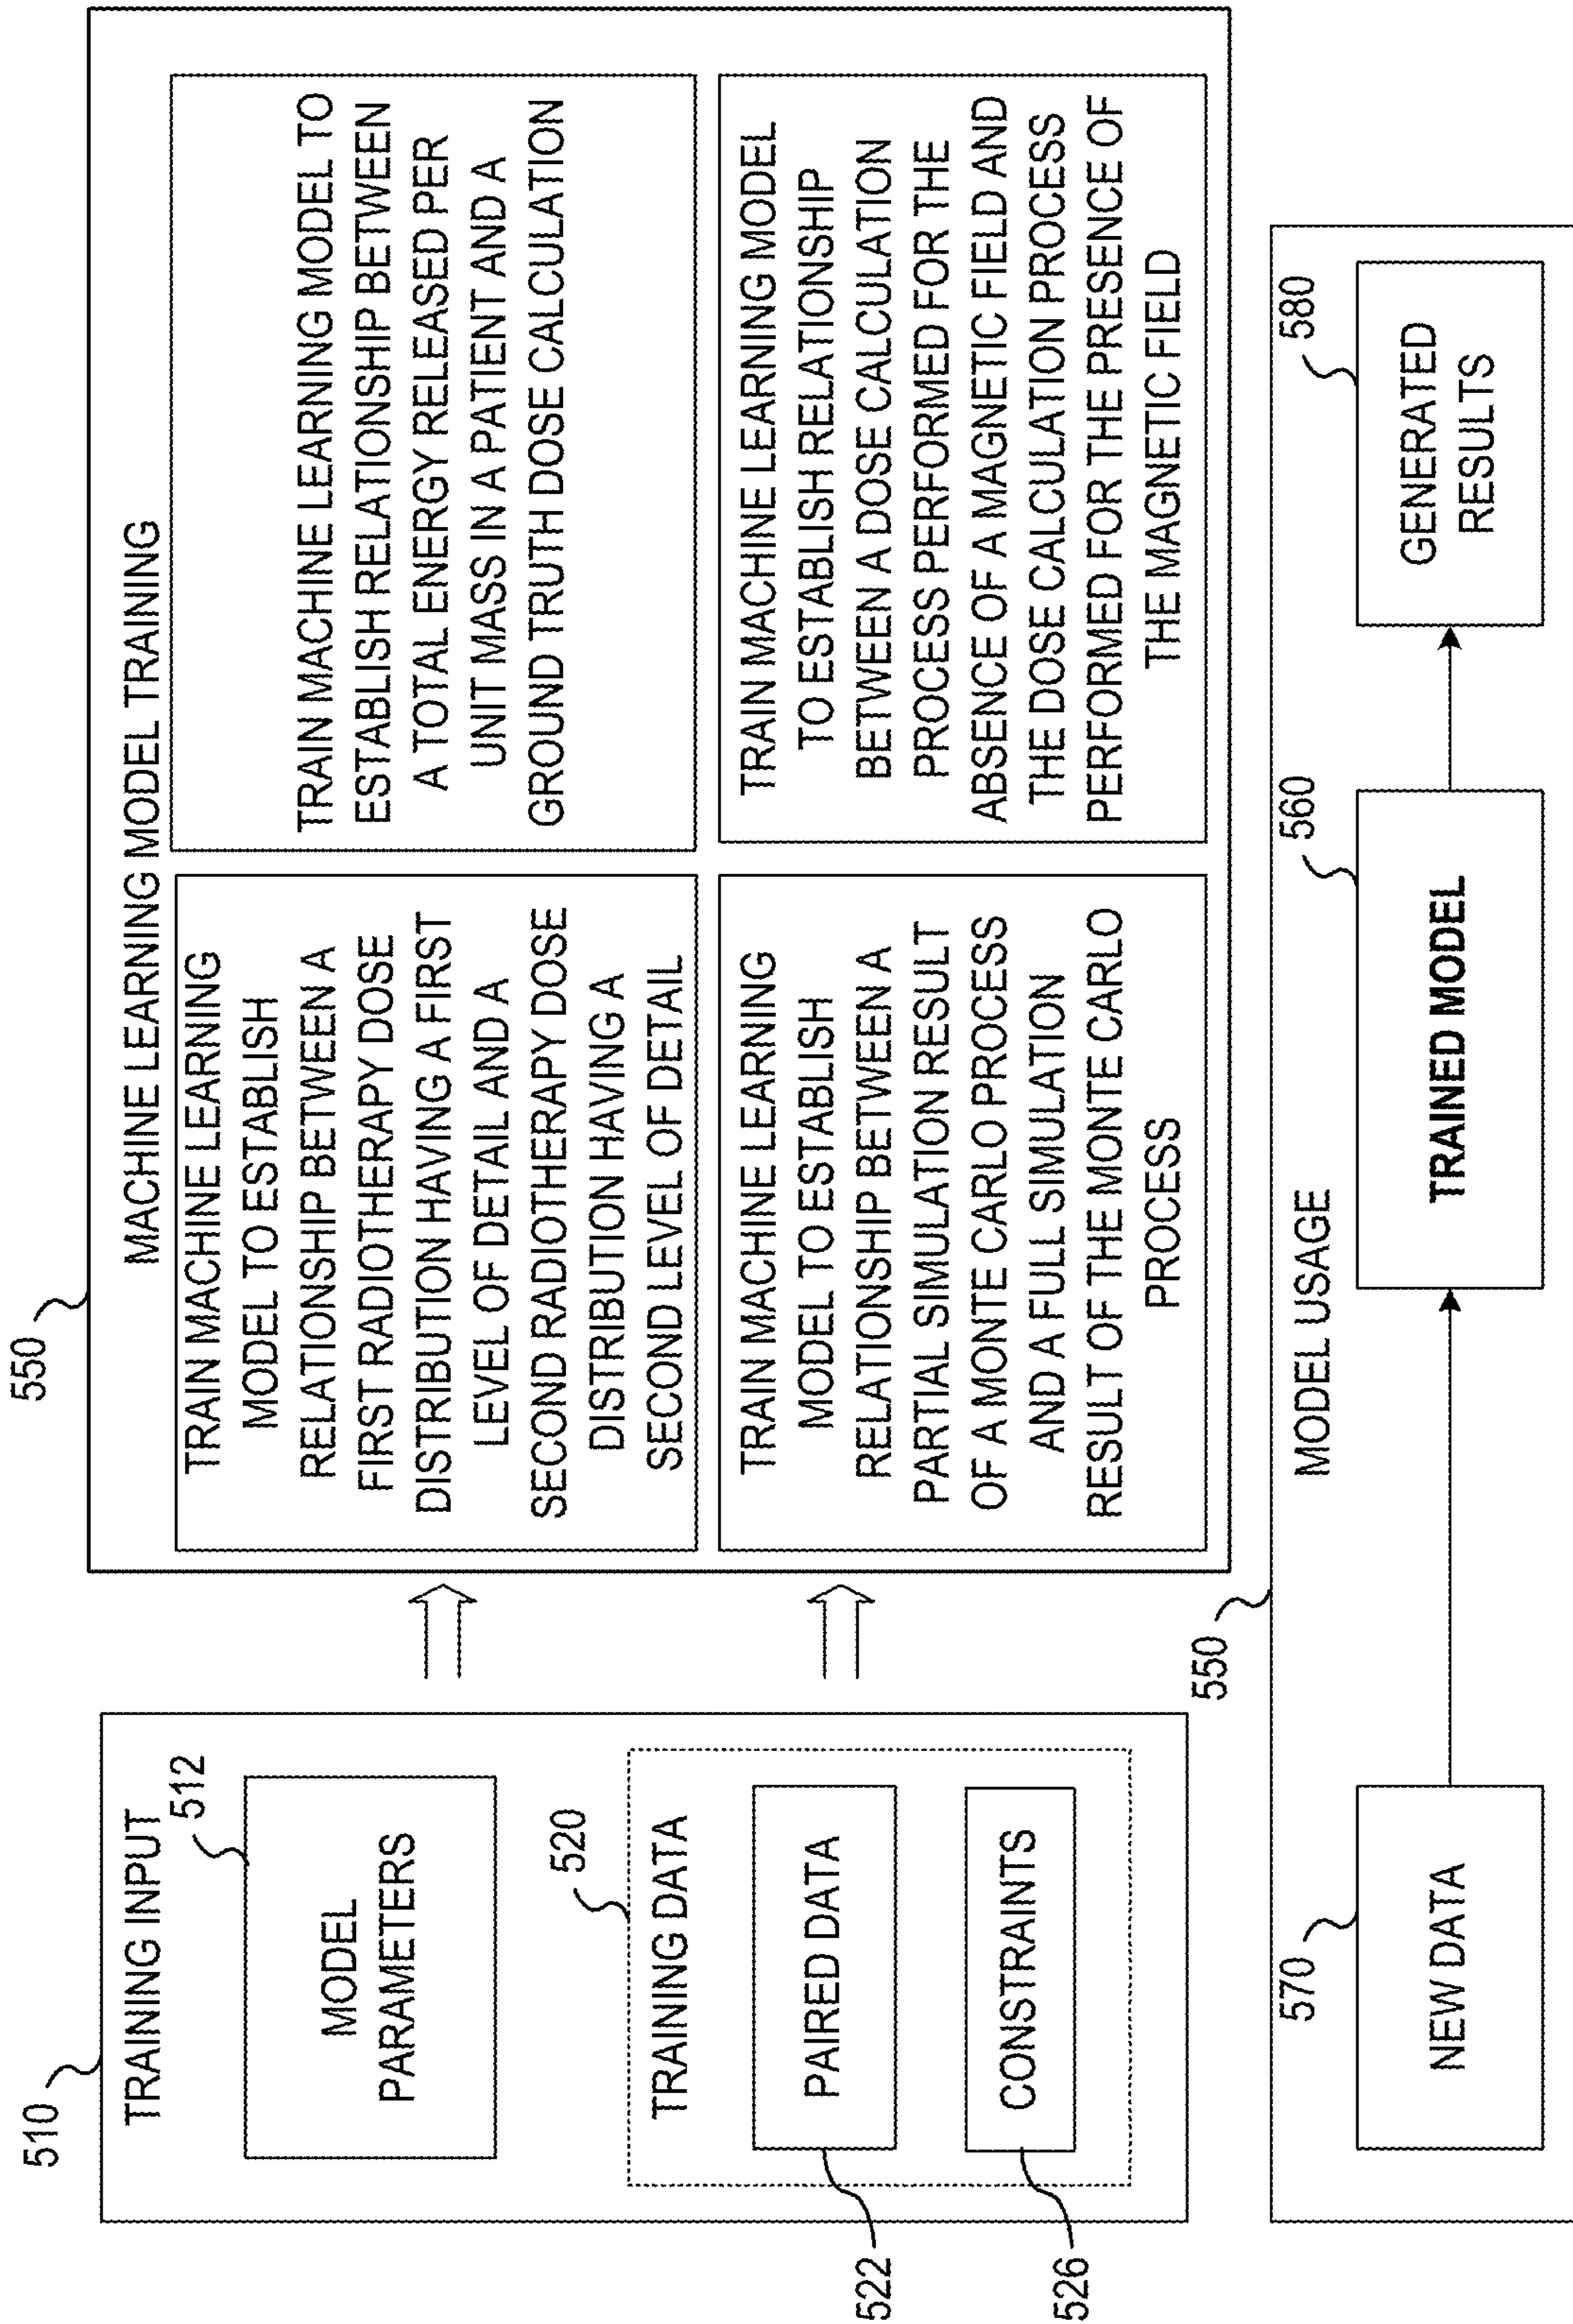 510
TRAINING INPUT
512
MODEL
PARAMETERS
520
TRAINING DATA
PAIRED DATA
522
CONSTRAINTS
526
550
MACHINE LEARNING MODEL TRAINING
TRAIN MACHINE LEARNING
MODEL TO ESTABLISH
RELATIONSHIP BETWEEN A
FIRST RADIOTHERAPY DOSE
DISTRIBUTION HAVING A FIRST
LEVEL OF DETAIL AND A
SECOND RADIOTHERAPY DOSE
DISTRIBUTION HAVING A
SECOND LEVEL OF DETAIL
TRAIN MACHINE LEARNING MODEL TO
ESTABLISH RELATIONSHIP BETWEEN
A TOTAL ENERGY RELEASED PER
UNIT MASS IN A PATIENT AND A
GROUND TRUTH DOSE CALCULATION
TRAIN MACHINE LEARNING
MODEL TO ESTABLISH
RELATIONSHIP BETWEEN A
PARTIAL SIMULATION RESULT
OF A MONTE CARLO PROCESS
AND A FULL SIMULATION
RESULT OF THE MONTE CARLO
PROCESS
TRAIN MACHINE LEARNING MODEL
TO ESTABLISH RELATIONSHIP
BETWEEN A DOSE CALCULATION
PROCESS PERFORMED FOR THE
ABSENCE OF A MAGNETIC FIELD AND
THE DOSE CALCULATION PROCESS
PERFORMED FOR THE PRESENCE OF
THE MAGNETIC FIELD
550
MODEL USAGE
570
NEW DATA
560
TRAINED MODEL
580
GENERATED
RESULTS